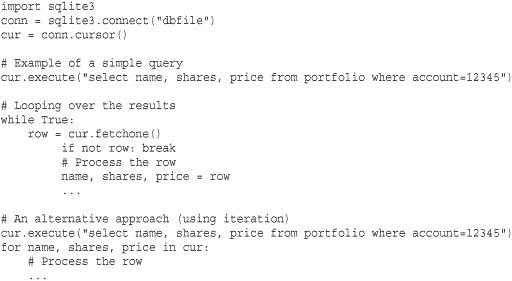 import sqlite3
conn = sqlite3.connect("dbfile")
cur = conn.cursor()

# Example of a simple query
cur.execute("select name, shares, price from portfolio where account=12345")

# Looping over the results
while True:
    row = cur.fetchone()
         if not row: break
         # Process the row
         name, shares, price = row
         ...

# An alternative approach (using iteration)
cur.execute("select name, shares, price from portfolio where account=12345")
for name, shares, price in cur:
    # Process the row
    ...